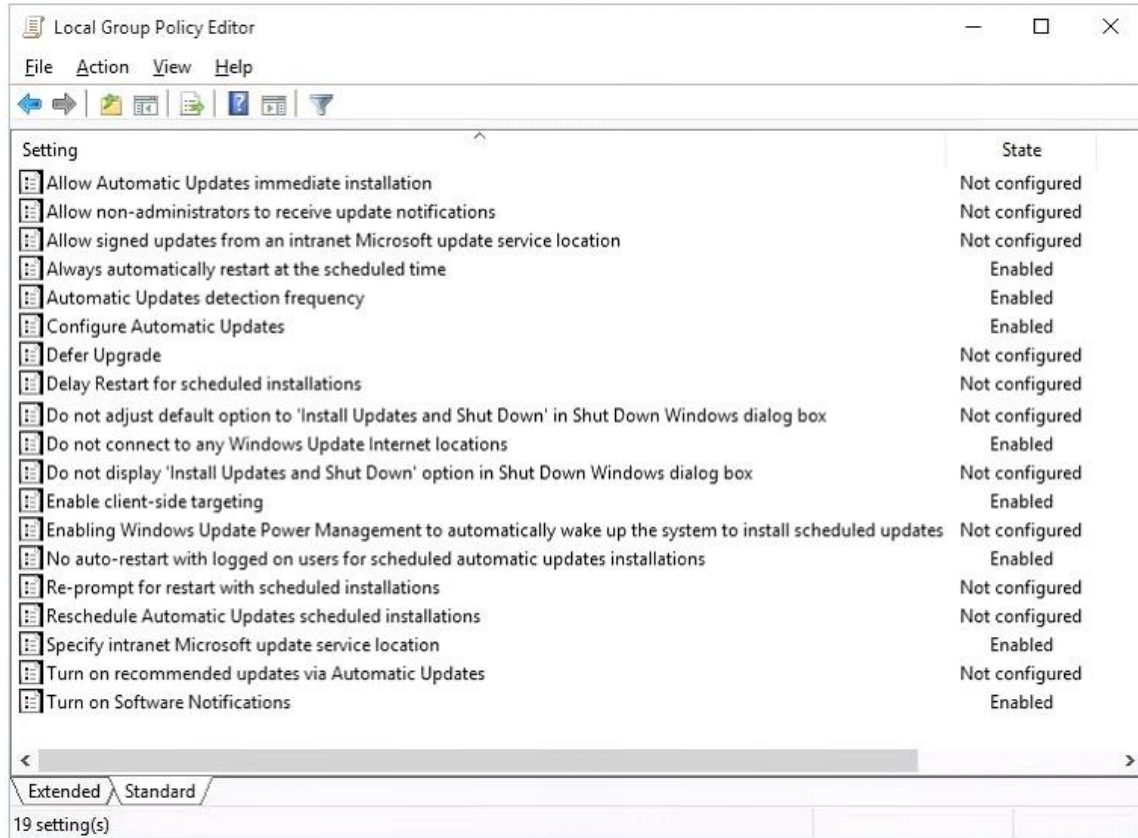 Local Group Policy Editor
File Action View Help
Setting State
Allow Automatic Updates immediate installation Not configured
Allow non-administrators to receive update notifications Not configured
Allow signed updates from an intranet Microsoft update service location Not configured
Always automatically restart at the scheduled time Enabled
Automatic Updates detection frequency Enabled
Configure Automatic Updates Enabled
Defer Upgrade Not configured
Delay Restart for scheduled installations Not configured
Do not adjust default option to 'Install Updates and Shut Down' in Shut Down Windows dialog box Not configured
Do not connect to any Windows Update Internet locations Enabled
Do not display 'Install Updates and Shut Down' option in Shut Down Windows dialog box Not configured
Enable client-side targeting Enabled
Enabling Windows Update Power Management to automatically wake up the system to install scheduled updates Not configured
No auto-restart with logged on users for scheduled automatic updates installations Enabled
Re-prompt for restart with scheduled installations Not configured
Reschedule Automatic Updates scheduled installations Not configured
Specify intranet Microsoft update service location Enabled
Turn on recommended updates via Automatic Updates Not configured
Turn on Software Notifications Enabled
Extended Standard
19 setting(s)